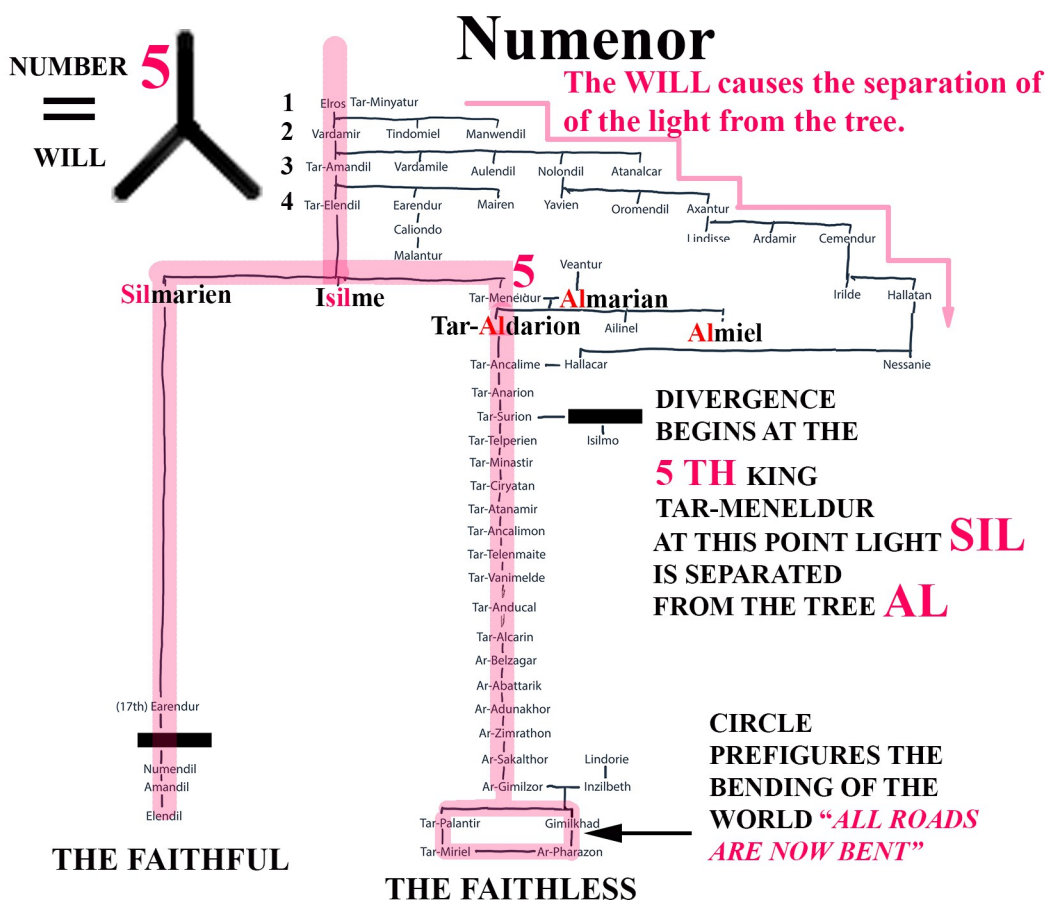 Numenor
NUMBER 5
=
WILL
The WILL causes the separation of
of the light from the tree.
1 Elros Tar-Minyatur
2 Vardamir Tindomiel Manwendil
3 Tar-Amandil Vardamile Aulendil Nolondil Atanalcar
4 Tar-Elendil Earendur Mairen Yavien Oromendil Axantur
Caliondo Lindisse Ardamir Cemendur
Malantur
5 Veantur
Silmarien Isilme Tar-Meneldur Almarian Irilde Hallatan
Tar-Aldarion Ailinel Almiel
Tar-Ancalime Hallacar Nessanie
Tar-Anarion
Tar-Surion
Tar-Telperien Isilmo
Tar-Minastir
Tar-Ciryatan
Tar-Atanamir
Tar-Ancalimon
Tar-Telenmaite
Tar-Vanimelde
Tar-Anducal
Tar-Alcarin
Ar-Belzagar
Ar-Abattarik
Ar-Adunakhor
Ar-Zimrathon
Ar-Sakalthor Lindorie
Ar-Gimilzor Inzilbeth
Tar-Palantir Gimilkhad
Tar-Miriel Ar-Pharazon
THE FAITHLESS
(17th) Earendur
Numendil
Amandil
Elendil
THE FAITHFUL
DIVERGENCE
BEGINS AT THE
5 TH KING
TAR-MENELDUR
AT THIS POINT LIGHT SIL
IS SEPARATED
FROM THE TREE AL
CIRCLE
PREFIGURES THE
BENDING OF THE
WORLD “ALL ROADS
ARE NOW BENT”